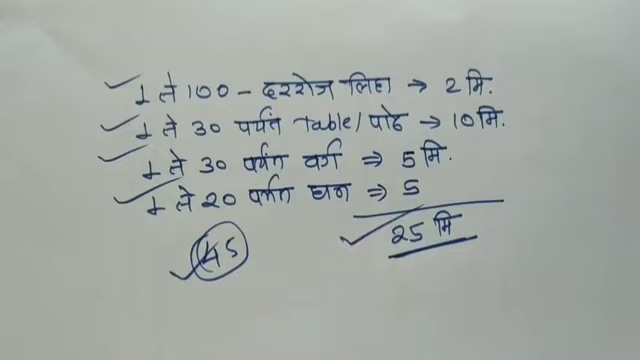 1 ते 100 - दररोज लिहा → 2 मि.
1 ते 30 पर्यंत Table/पाढे → 10 मि.
1 ते 30 पर्यंत वर्ग ⇒ 5 मि.
1 ते 20 पर्यंत घन ⇒ 5
25 मि
45